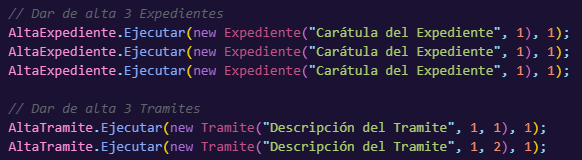 // Dar de alta 3 Expedientes
AltaExpediente.Ejecutar(new Expediente("Carátula del Expediente", 1), 1);
AltaExpediente.Ejecutar(new Expediente("Carátula del Expediente", 1), 1);
AltaExpediente.Ejecutar(new Expediente("Carátula del Expediente", 1), 1);
// Dar de alta 3 Tramites
AltaTramite.Ejecutar(new Tramite("Descripción del Tramite", 1, 1), 1);
AltaTramite.Ejecutar(new Tramite("Descripción del Tramite", 1, 2), 1);